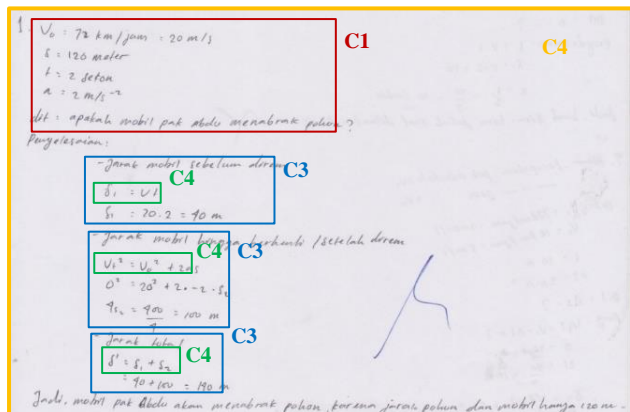 1. V₀ = 72 km/jam = 20 m/s C1 C4
s = 120 meter
t = 2 sekon
a = 2 m/s⁻²
dit : apakah mobil pak Abdu menabrak pohon ?
Penyelesaian :
- Jarak mobil sebelum direm C3
C4
s₁ = v.t
s₁ = 20 . 2 = 40 m
- Jarak mobil hingga berhenti / setelah direm
C4 C3
Vt² = V₀² + 2as
0² = 20² + 2 . -2 . s₂
4s₂ = 400/4 = 100 m
- Jarak total C3
s' = s₁ + s₂ C4
= 40 + 100 = 140 m
Jadi, mobil pak Abdu akan menabrak pohon, karena jarak pohon dan mobil hanya 120 m.